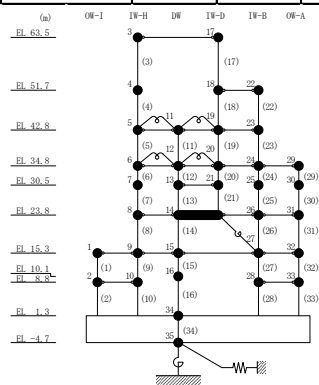 (m) OW-I IW-H DW IW-D IW-B OW-A
EL 63.5 3 17
(3) (17)
EL 51.7 4 18 22
(4) 11 19 (18) (22)
EL 42.8 5 23
(5) 12 (11) 20 (19) (23)
EL 34.8 6 24 29
(6) 13 (12) 21 (20) 25 (24) 30 (29)
EL 30.5 7
(7) (13) (21) (25) (30)
EL 23.8 8 14 26 31
(8) (14) 27 (26) (31)
EL 15.3 1 9 15 32
(1) (9) 16 (15) (27) (32)
EL 10.1
EL 8.8 2 10 28 33
(2) (10) (16) (28) (33)
EL 1.3 34
(34)
EL -4.7 35